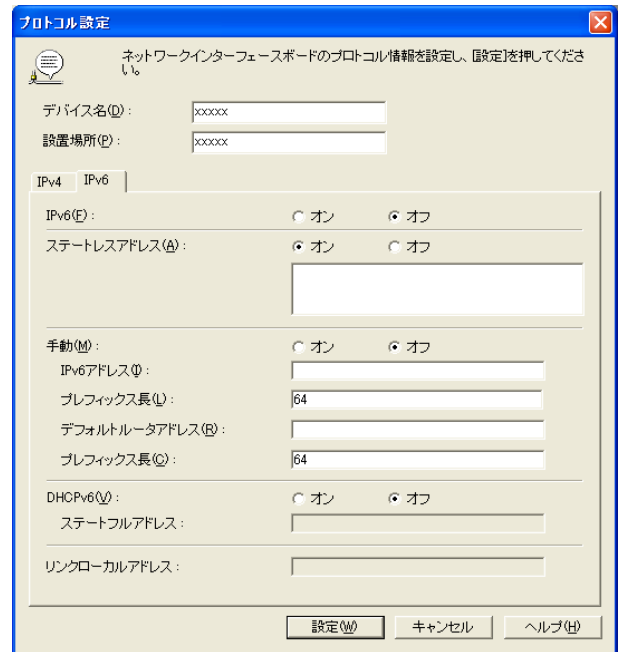 プロトコル設定
ネットワークインターフェースボードのプロトコル情報を設定し、[設定]を押してくださ
い。
デバイス名(D): xxxxx
設置場所(P): xxxxx
IPv4 IPv6
IPv6(F): オン オフ
ステートレスアドレス(A): オン オフ
手動(M): オン オフ
IPv6アドレス(I):
プレフィックス長(L): 64
デフォルトルータアドレス(R):
プレフィックス長(C): 64
DHCPv6(V): オン オフ
ステートフルアドレス:
リンクローカルアドレス:
設定(W) キャンセル ヘルプ(H)